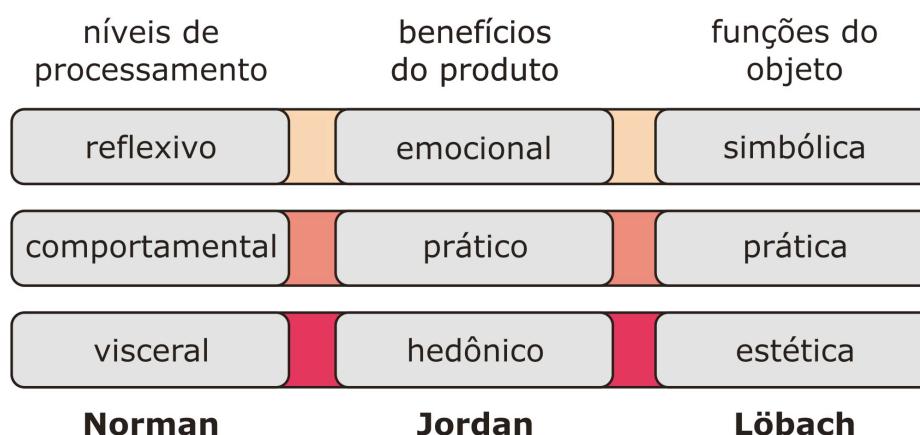 níveis de benefícios funções do
processamento do produto objeto
reflexivo emocional simbólica
comportamental prático prática
visceral hedônico estética
Norman Jordan Löbach